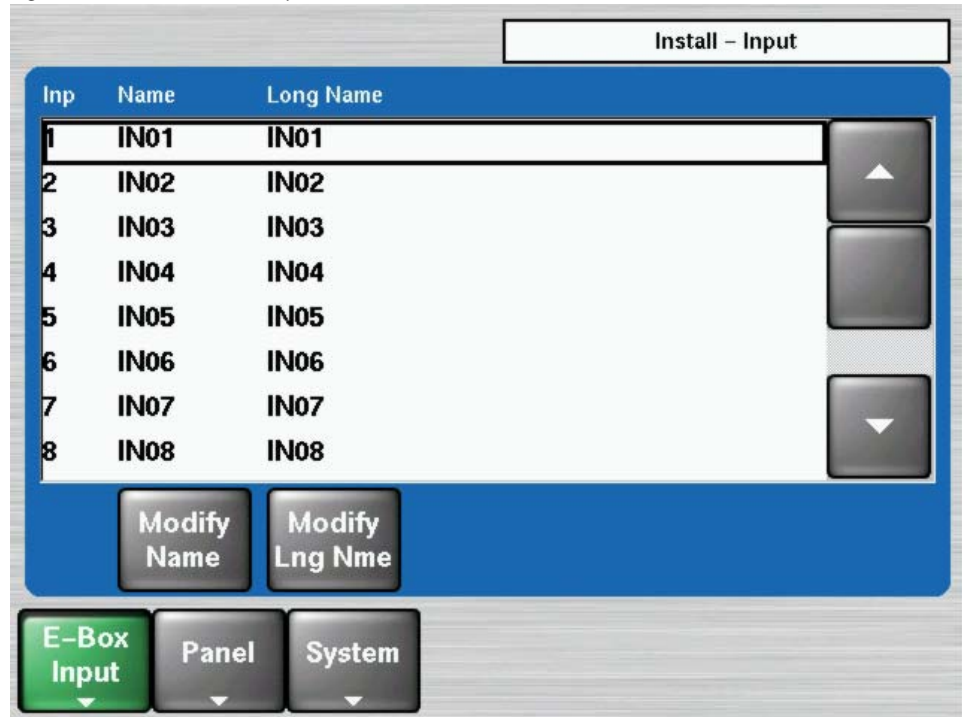 Install – Input
Inp Name Long Name
1 IN01 IN01
2 IN02 IN02
3 IN03 IN03
4 IN04 IN04
5 IN05 IN05
6 IN06 IN06
7 IN07 IN07
8 IN08 IN08
Modify Name
Modify Lng Nme
E–Box Input
Panel
System